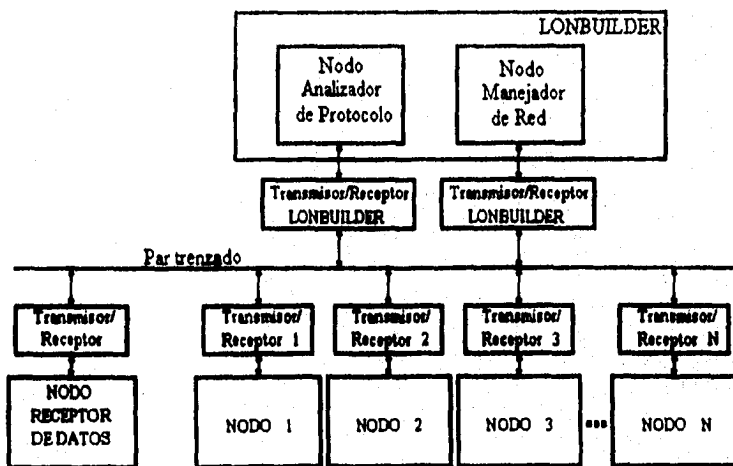 LONBUILDER
Nodo
Analizador
de Protocolo
Nodo
Manejador
de Red
Transmisor/Receptor
LONBUILDER
Transmisor/Receptor
LONBUILDER
Par trenzado
Transmisor/
Receptor
Transmisor/
Receptor 1
Transmisor/
Receptor 2
Transmisor/
Receptor 3
Transmisor/
Receptor N
NODO
RECEPTOR
DE DATOS
NODO 1
NODO 2
NODO 3
...
NODO N